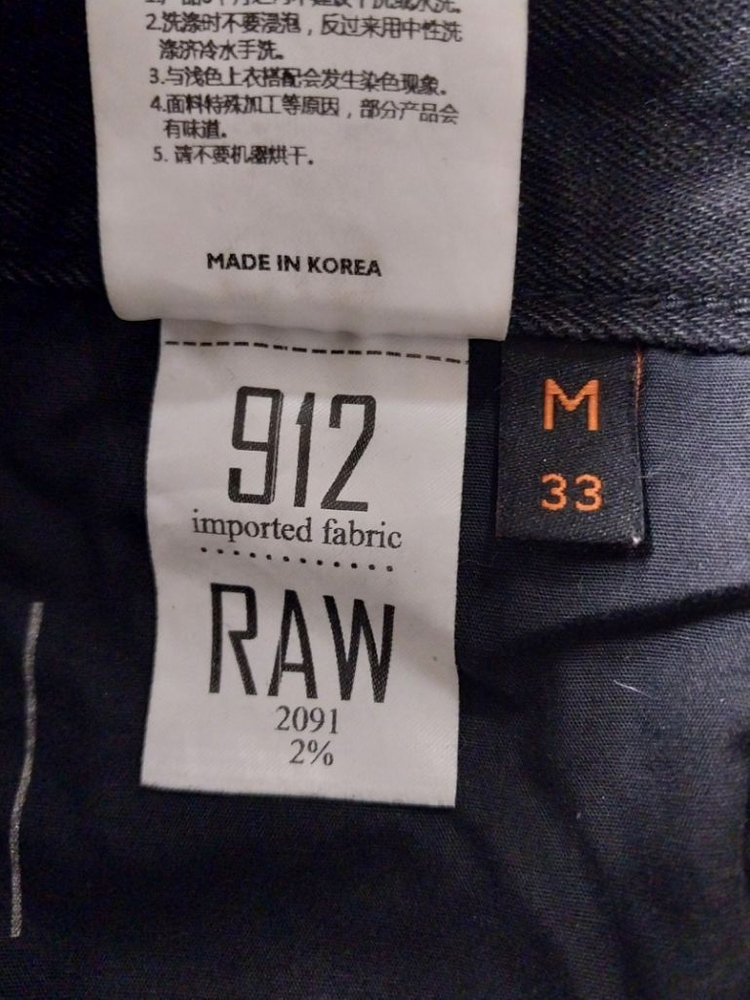 2.洗涤时不要浸泡，反过来用中性洗
涤济冷水手洗。
3.与浅色上衣搭配会发生染色现象。
4.面料特殊加工等原因，部分产品会
有味道。
5. 请不要机器烘干。
MADE IN KOREA
912
imported fabric
RAW
2091
2%
M
33